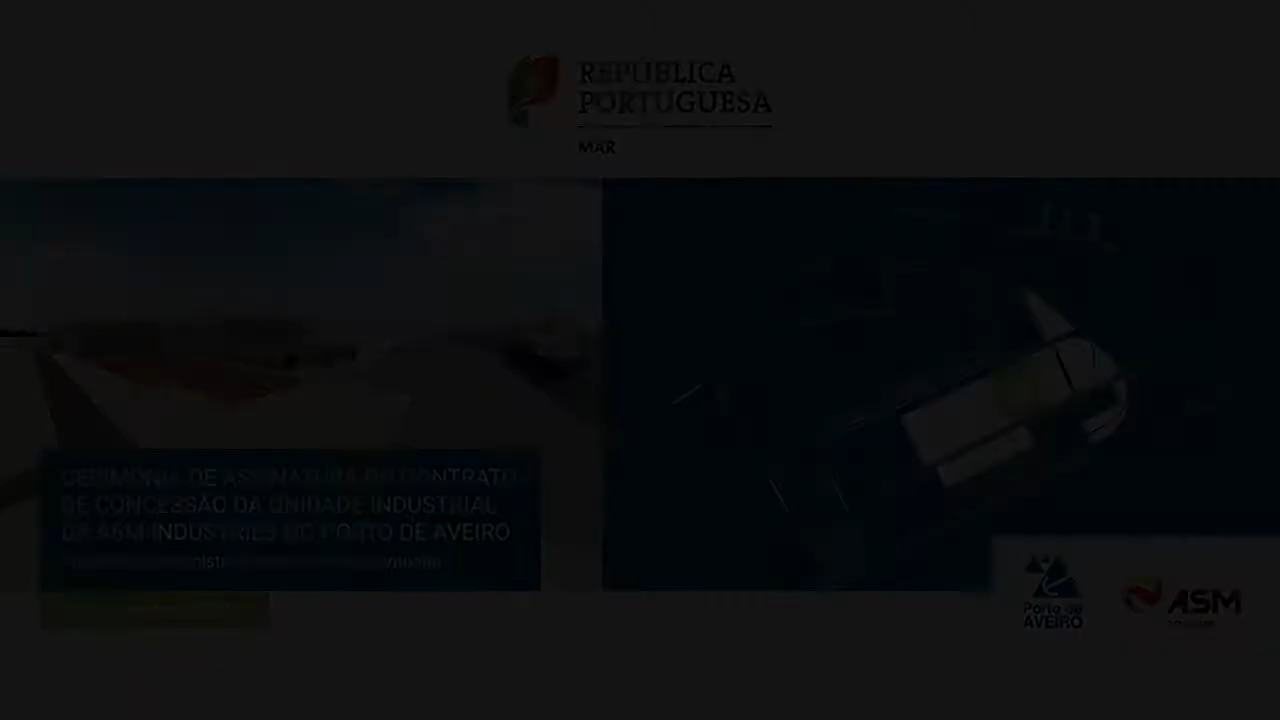 REPÚBLICA
PORTUGUESA
MAR
CERIMÓNIA DE ASSINATURA DO CONTRATO
DE CONCESSÃO DA UNIDADE INDUSTRIAL
DA ASM INDUSTRIES NO PORTO DE AVEIRO
Porto de
AVEIRO
ASM